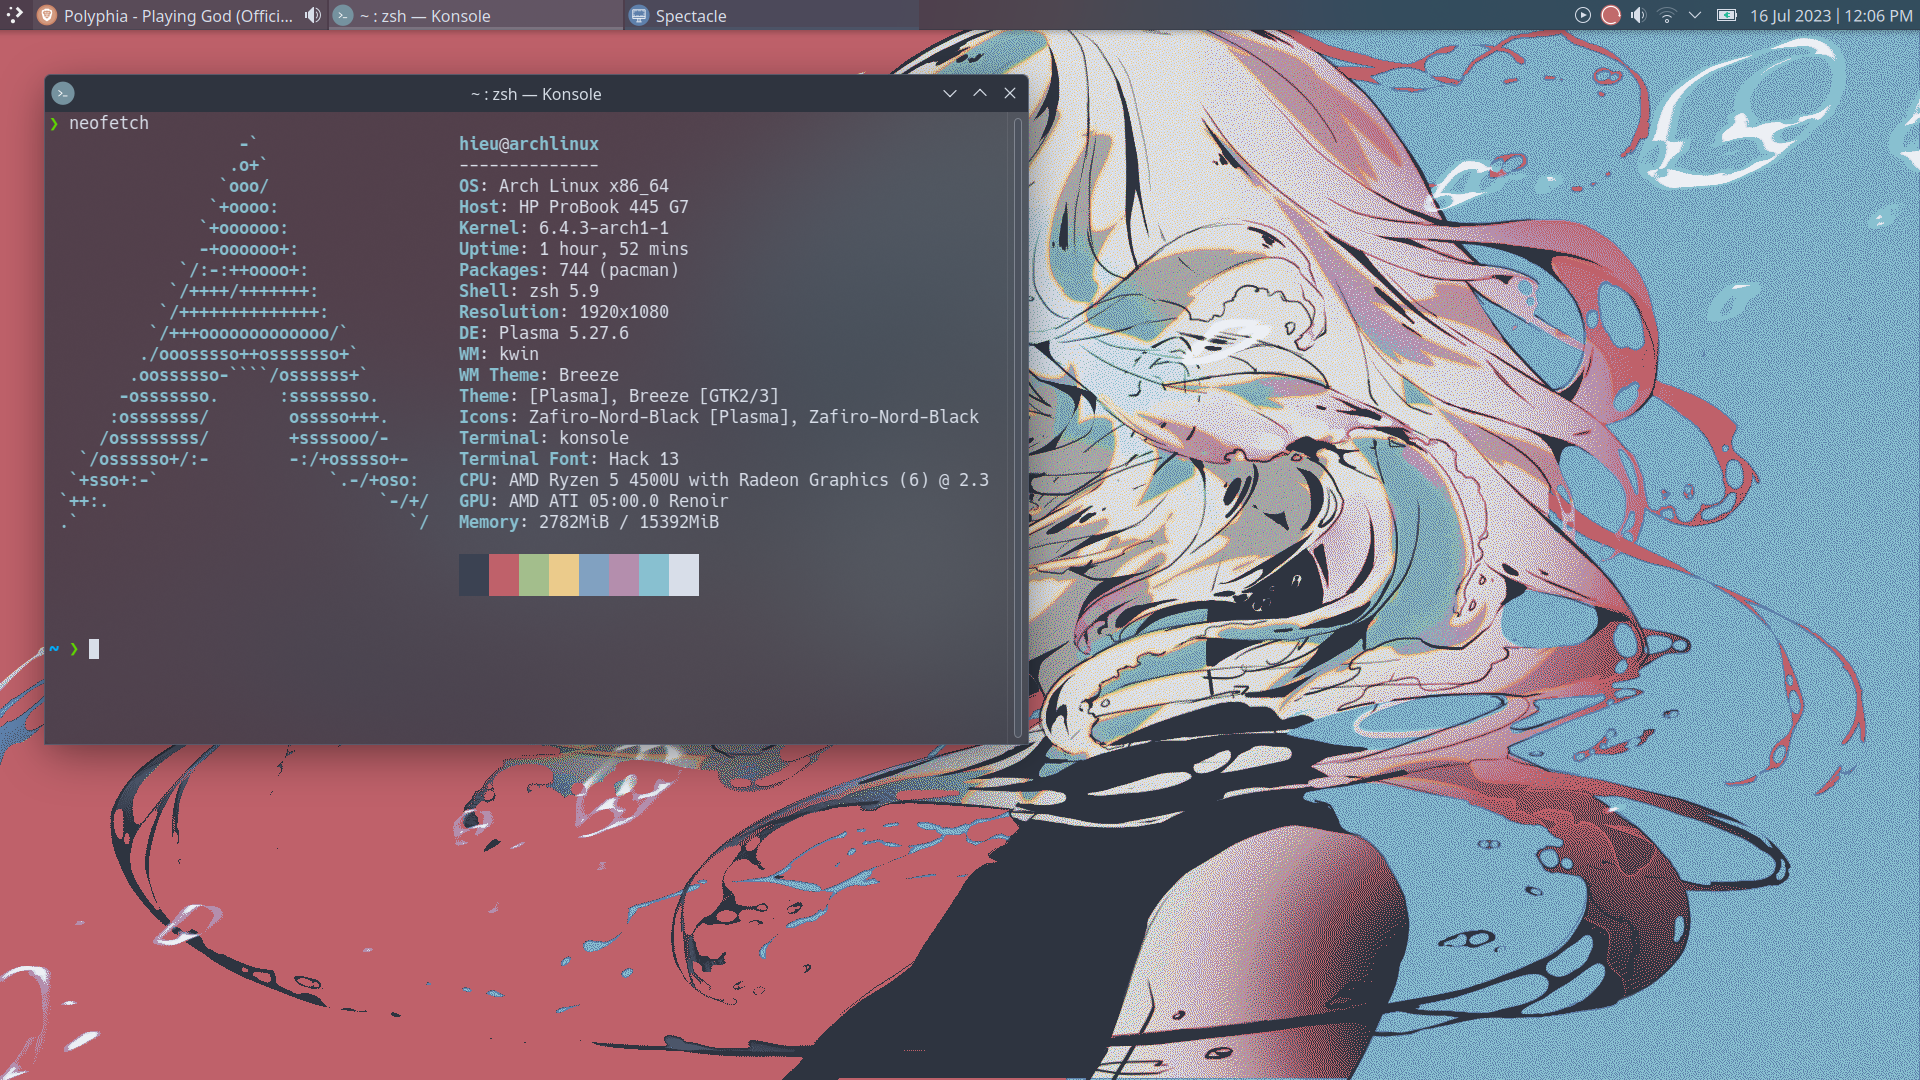 Polyphia - Playing God (Offici...
~ : zsh — Konsole
Spectacle
16 Jul 2023 | 12:06 PM
~ : zsh — Konsole
❯ neofetch
-`
.o+`
`ooo/
`+oooo:
`+oooooo:
-+oooooo+:
`/:-:++oooo+:
`/++++/+++++++:
`/++++++++++++++:
`/+++ooooooooooooo/`
./ooosssso++osssssso+`
.oossssso-````/ossssss+`
-osssssso.      :ssssssso.
:osssssss/        osssso+++.
/ossssssss/        +ssssooo/-
`/ossssso+/:-        -:/+osssso+-
`+sso+:-`                 `.-/+oso:
`++:.                           `-/+/
.`                                 `/
hieu@archlinux
--------------
OS: Arch Linux x86_64
Host: HP ProBook 445 G7
Kernel: 6.4.3-arch1-1
Uptime: 1 hour, 52 mins
Packages: 744 (pacman)
Shell: zsh 5.9
Resolution: 1920x1080
DE: Plasma 5.27.6
WM: kwin
WM Theme: Breeze
Theme: [Plasma], Breeze [GTK2/3]
Icons: Zafiro-Nord-Black [Plasma], Zafiro-Nord-Black
Terminal: konsole
Terminal Font: Hack 13
CPU: AMD Ryzen 5 4500U with Radeon Graphics (6) @ 2.3
GPU: AMD ATI 05:00.0 Renoir
Memory: 2782MiB / 15392MiB
~ ❯